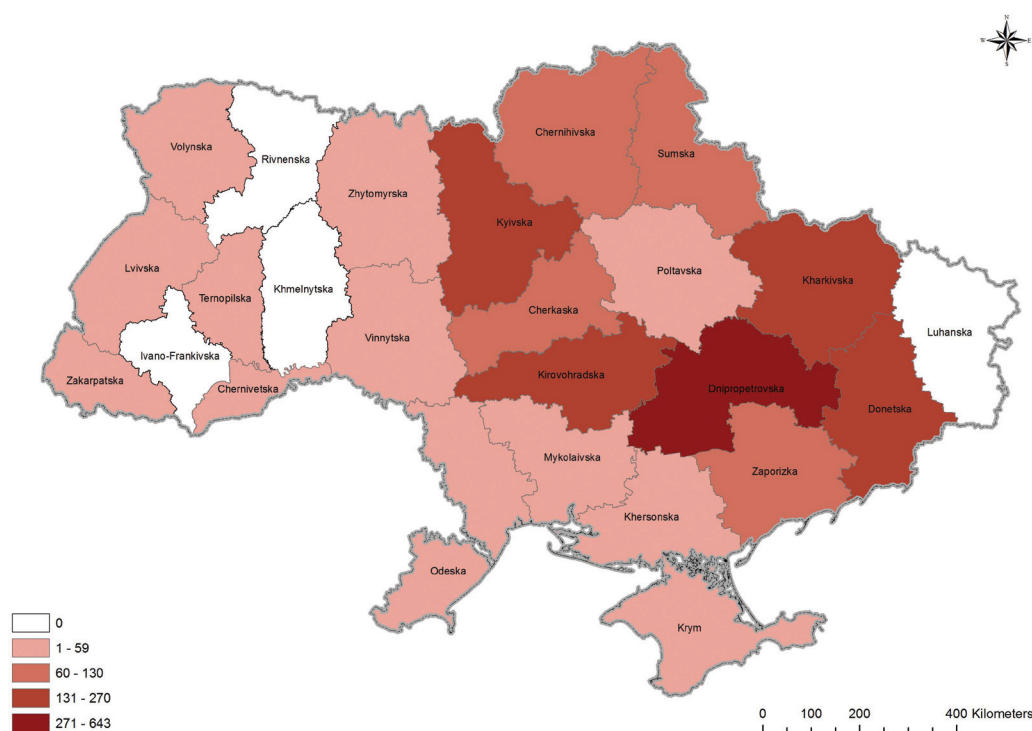 N
W E
S
Chernihivska
Volynska
Rivnenska
Sumska
Zhytomyrska
Kyivska
Lvivska
Poltavska
Kharkivska
Ternopilska
Khmelnytska
Cherkaska
Luhanska
Vinnytska
Ivano-Frankivska
Kirovohradska
Zakarpatska
Chernivetska
Dnipropetrovska
Donetska
Mykolaivska
Zaporizka
Khersonska
Odeska
Krym
0
1 - 59
60 - 130
131 - 270
271 - 643
0 100 200 400 Kilometers